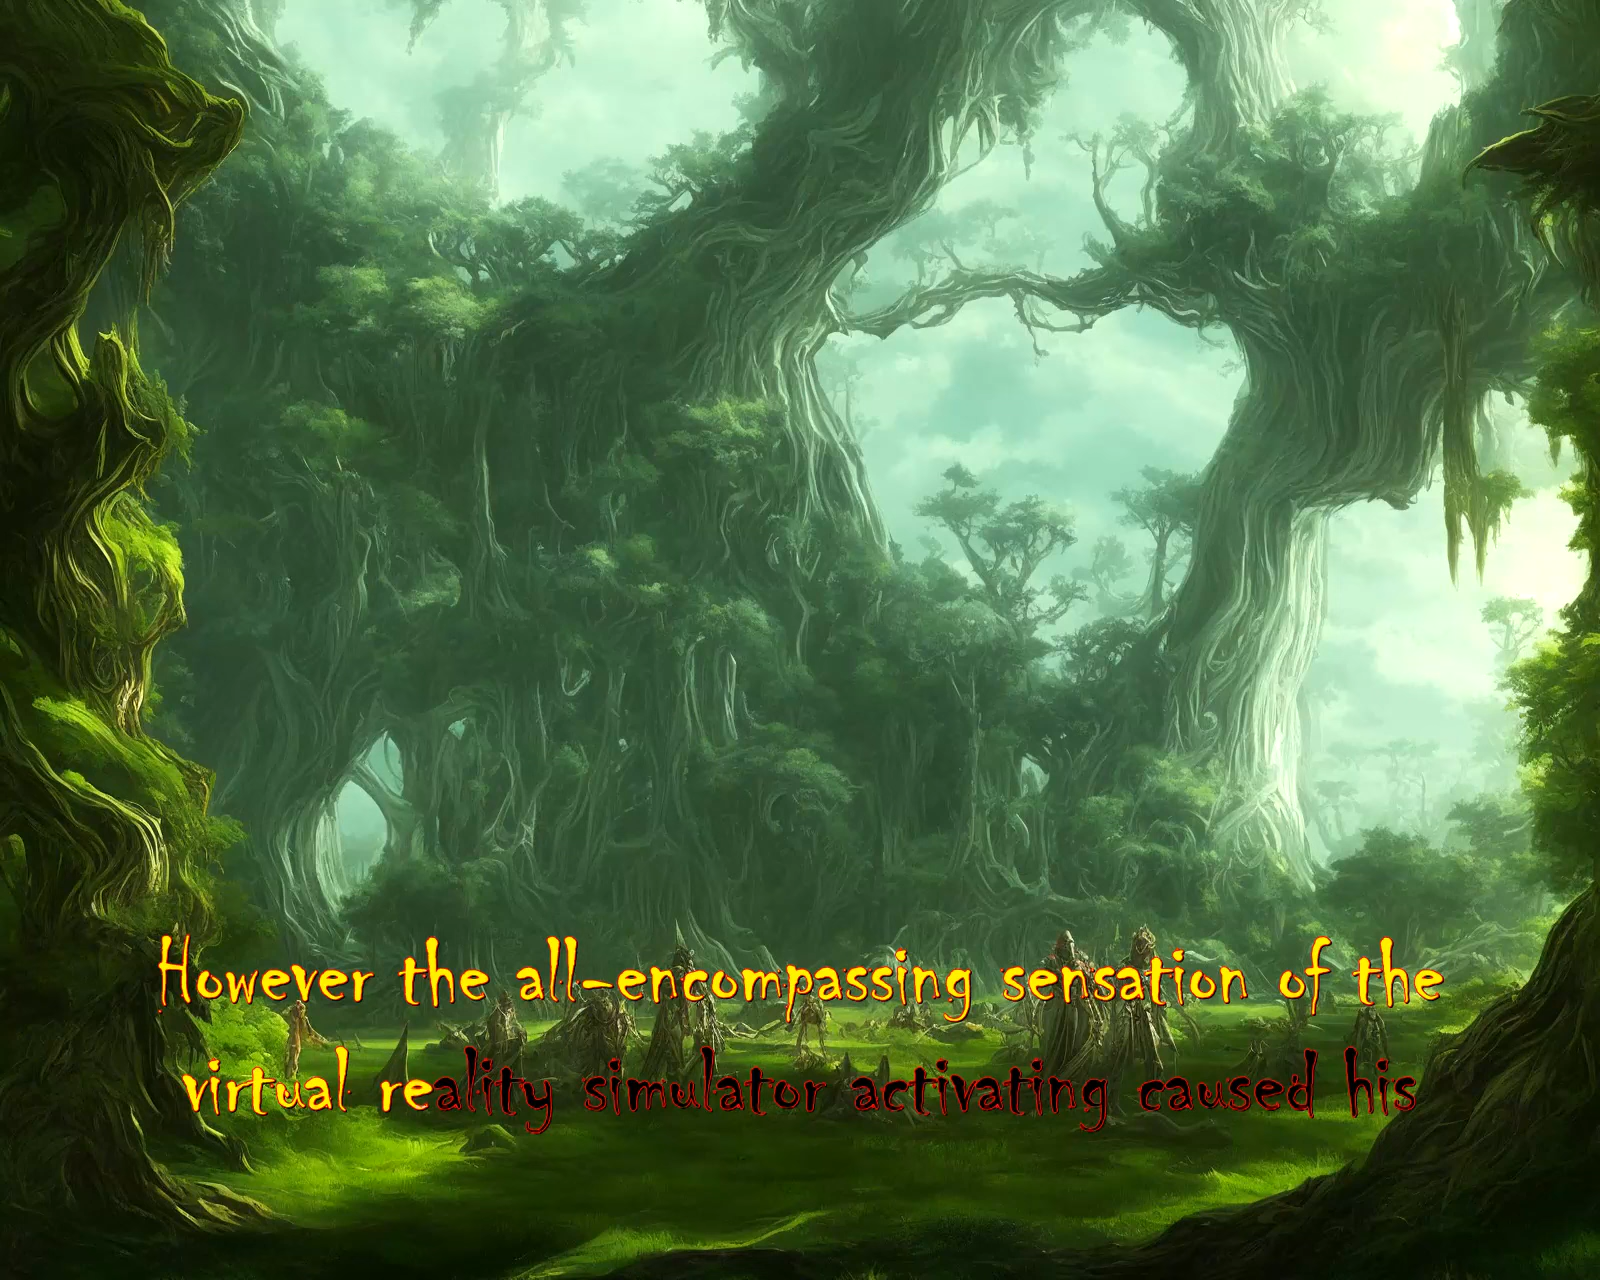 However the all-encompassing sensation of the
virtual reality simulator activating caused his